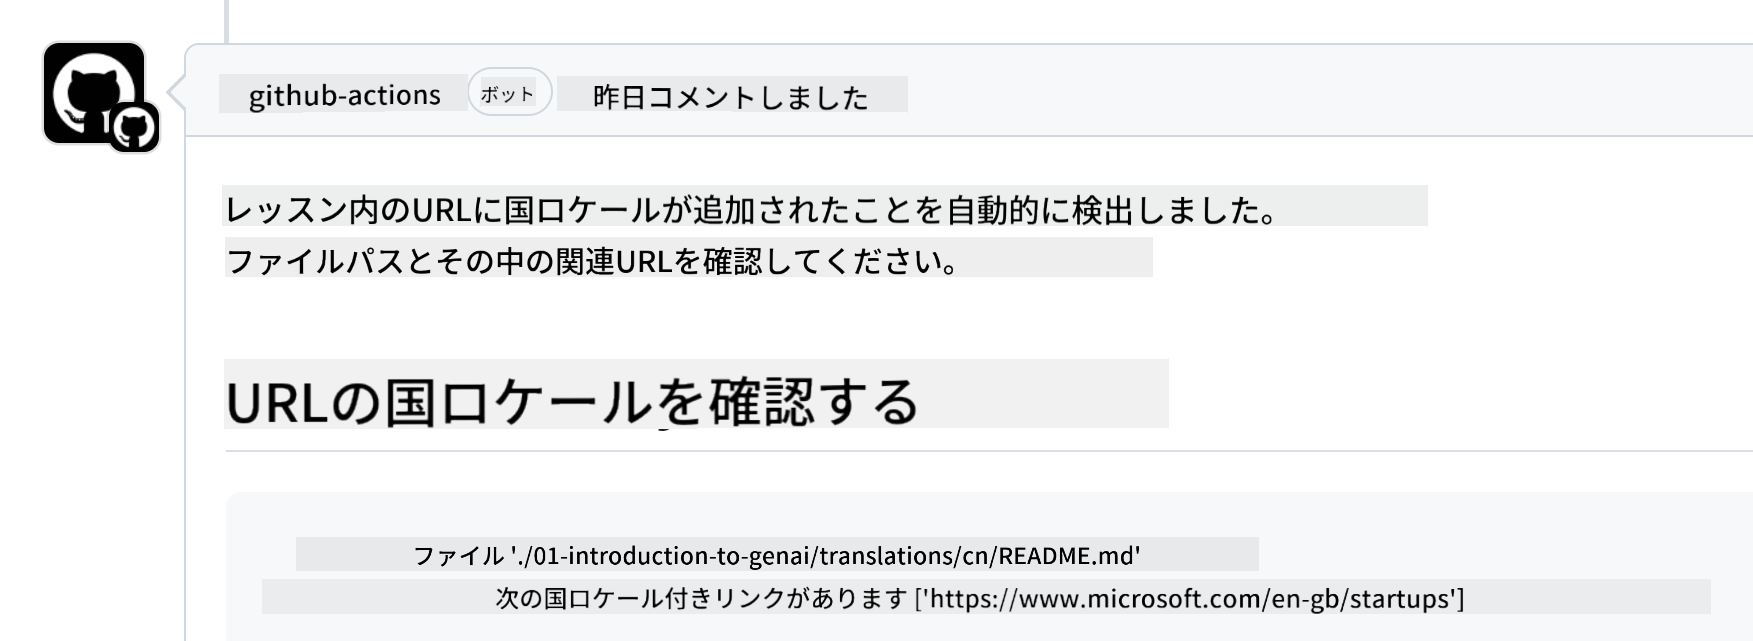 github-actions ボット 昨日コメントしました
レッスン内のURLに国ロケールが追加されたことを自動的に検出しました。
ファイルパスとその中の関連URLを確認してください。
URLの国ロケールを確認する
ファイル './01-introduction-to-genai/translations/cn/README.md'
次の国ロケール付きリンクがあります ['https://www.microsoft.com/en-gb/startups']